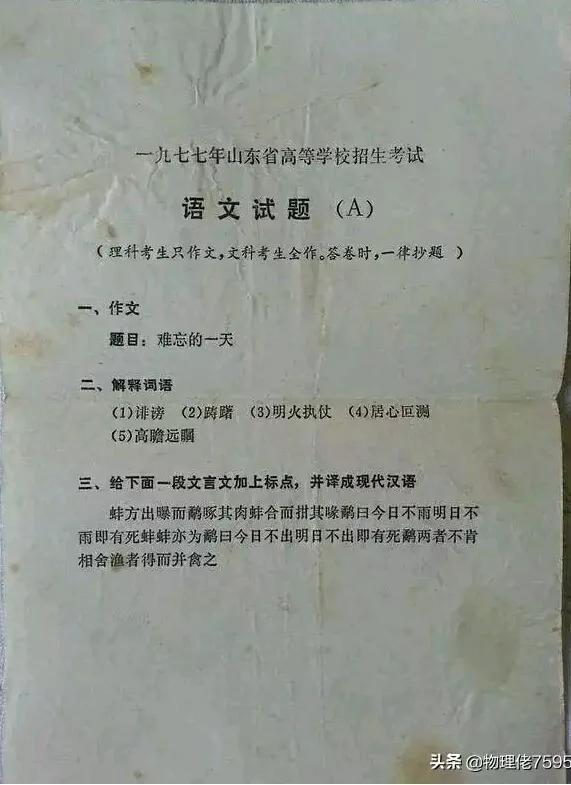 一九七七年山东省高等学校招生考试
语文试题（A）
（理科考生只作文，文科考生全作。答卷时，一律抄题）
一、作文
题目：难忘的一天
二、解释词语
（1）诽谤 （2）踌躇 （3）明火执仗 （4）居心叵测
（5）高瞻远瞩
三、给下面一段文言文加上标点，并译成现代汉语
蚌方出曝而鹬啄其肉蚌合而拑其喙鹬曰今日不雨明日不
雨即有死蚌蚌亦为鹬曰今日不出明日不出即有死鹬两者不肯
相舍渔者得而并禽之
头条 @物理佬7595